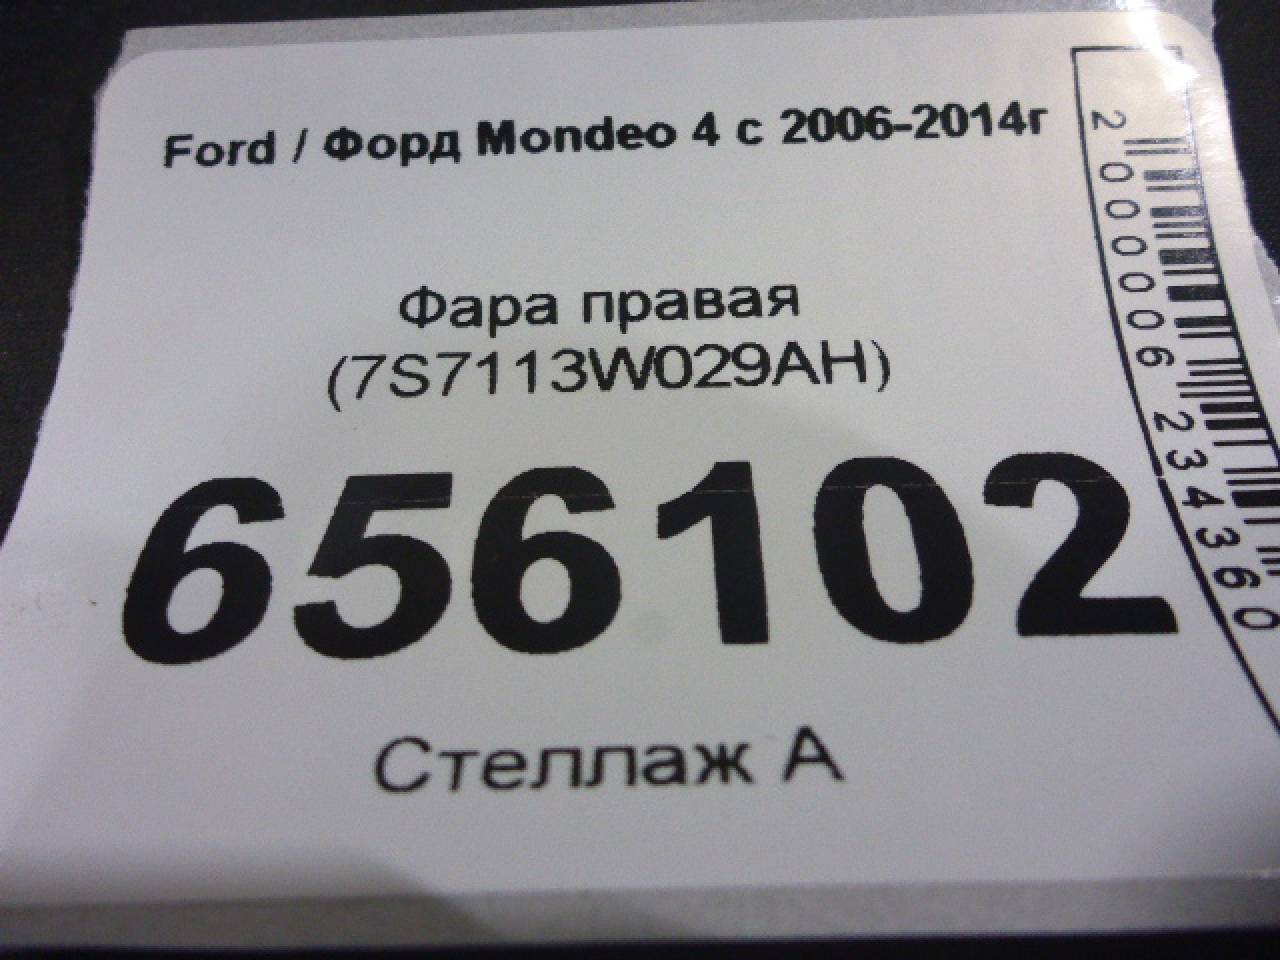 Ford / Форд Mondeo 4 с 2006-2014г
Фара правая
(7S7113W029AH)
656102
Стеллаж А
2000006234360